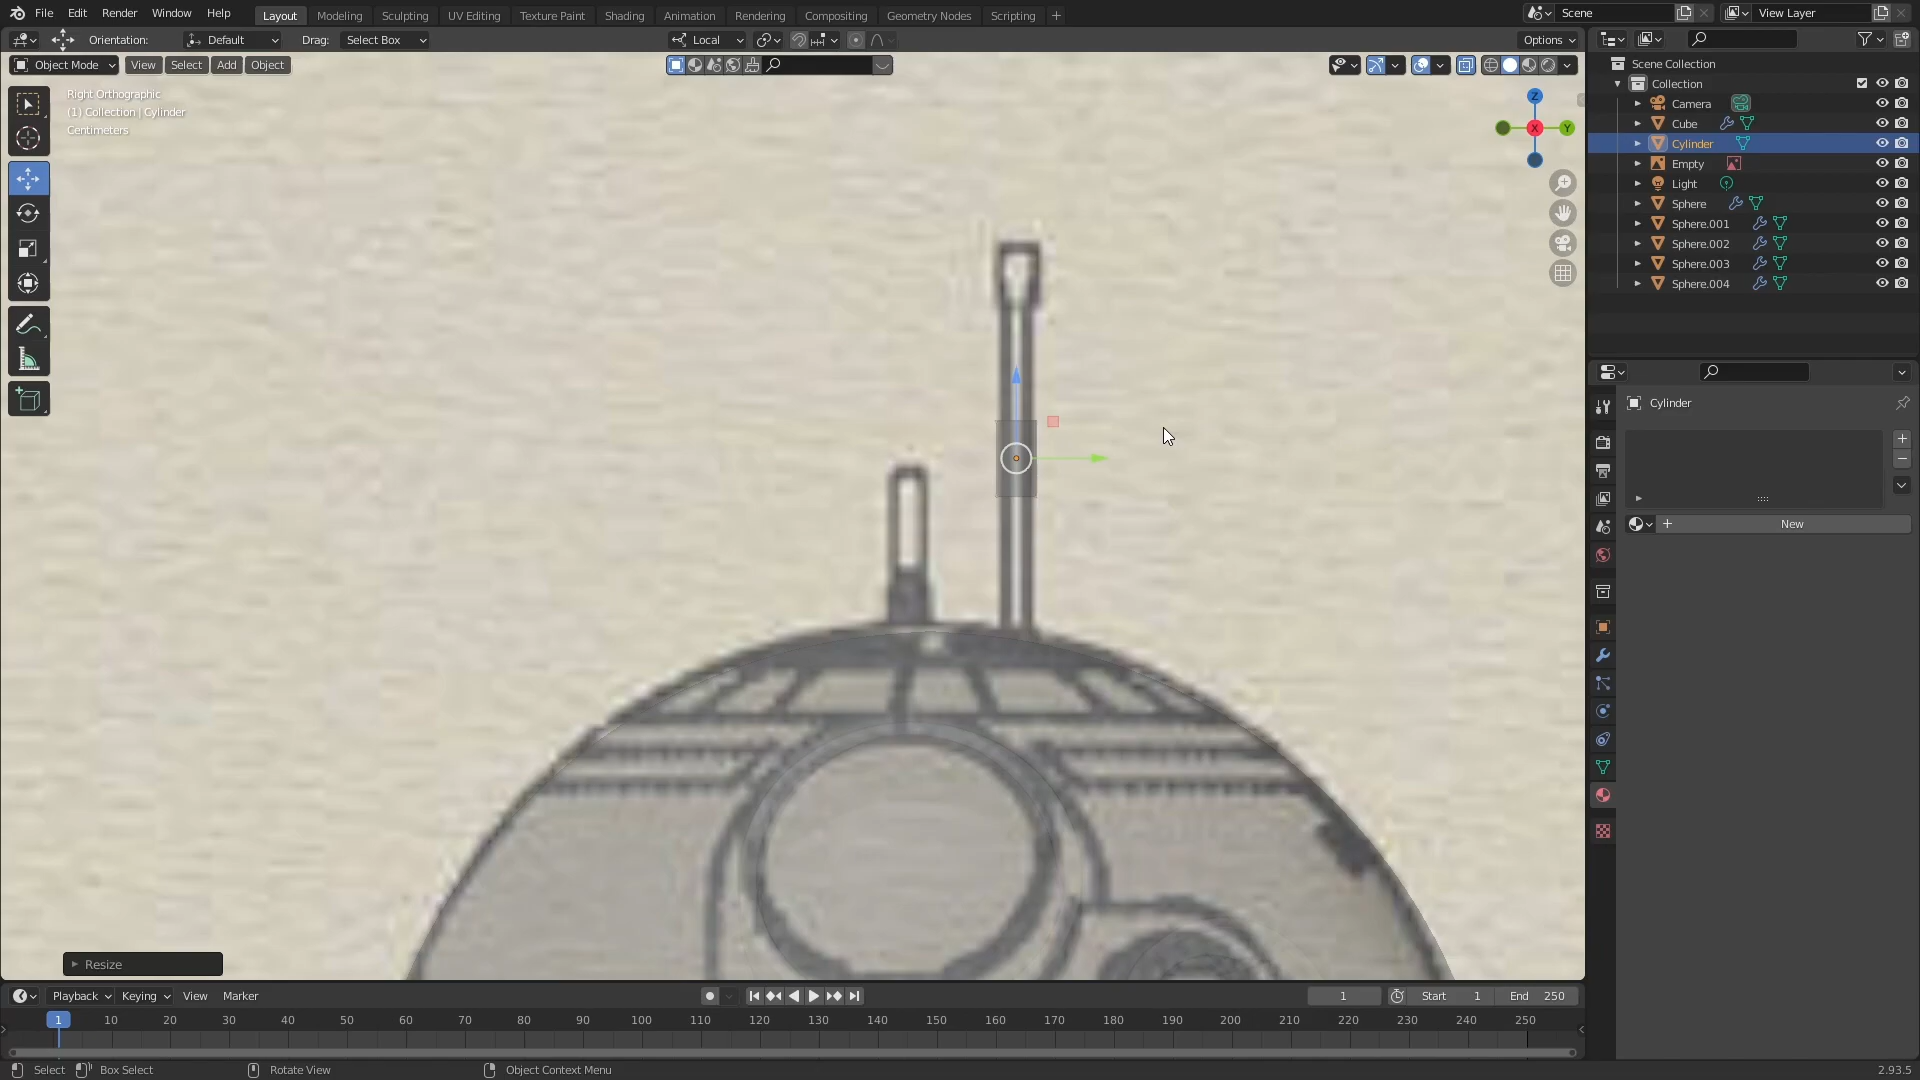 File Edit Render Window Help Layout Modeling Sculpting UV Editing Texture Paint Shading Animation Rendering Compositing Geometry Nodes Scripting + Scene View Layer
Orientation: Default Drag: Select Box Local Options
Object Mode View Select Add Object
Right Orthographic
(1) Collection | Cylinder
Centimeters
Z
X
Y
Scene Collection
Collection
Camera
Cube
Cylinder
Empty
Light
Sphere
Sphere.001
Sphere.002
Sphere.003
Sphere.004
Cylinder
New
Resize
Playback Keying View Marker 1 Start 1 End 250
1 10 20 30 40 50 60 70 80 90 100 110 120 130 140 150 160 170 180 190 200 210 220 230 240 250
Select Box Select Rotate View Object Context Menu 2.93.5